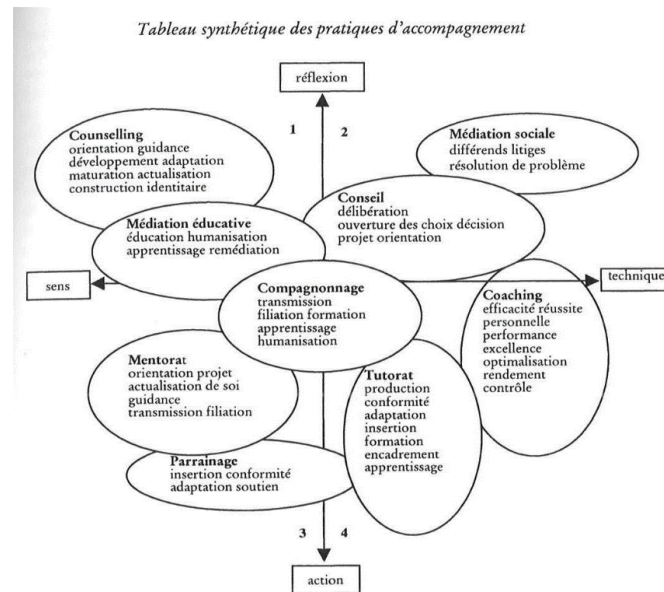 Tableau synthétique des pratiques d'accompagnement
réflexion
1
2
Counselling
orientation guidance
développement adaptation
maturation actualisation
construction identitaire
Médiation sociale
différends litiges
résolution de problème
Conseil
délibération
ouverture des choix décision
projet orientation
Médiation éducative
éducation humanisation
apprentissage remédiation
sens
technique
Compagnonnage
transmission
filiation formation
apprentissage
humanisation
Coaching
efficacité réussite
personnelle
performance
excellence
optimalisation
rendement
contrôle
Mentorat
orientation projet
actualisation de soi
guidance
transmission filiation
Tutorat
production
conformité
adaptation
insertion
formation
encadrement
apprentissage
Parrainage
insertion conformité
adaptation soutien
3
4
action